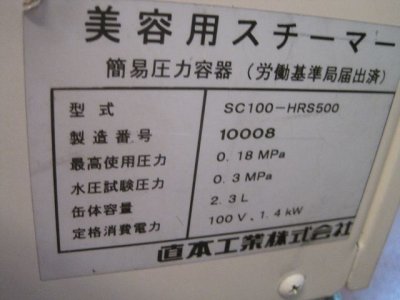 美容用スチーマー
簡易圧力容器 (労働基準局届出済)
型式 SC100-HRS500
製造番号 10008
最高使用圧力 0.18 MPa
水圧試験圧力 0.3 MPa
缶体容量 2.3 L
定格消費電力 100V, 1.4 kW
直本工業株式会社